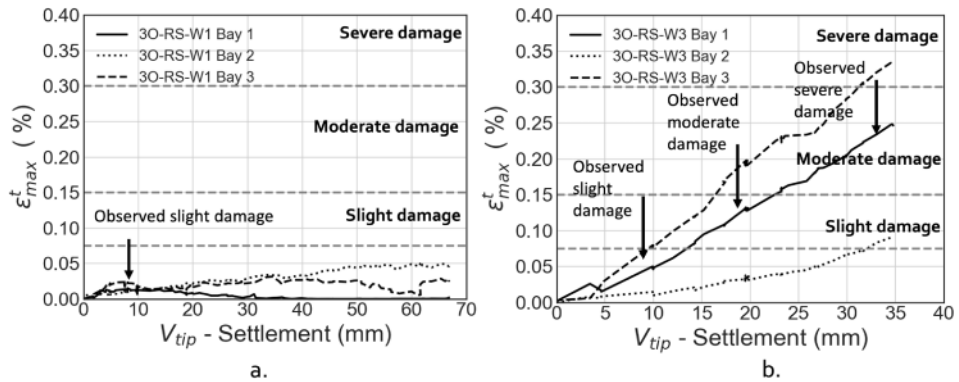 0.40
0.35
0.30
0.25
0.20
0.15
0.10
0.05
0.00
ε^t_max ( %)
3O-RS-W1 Bay 1
3O-RS-W1 Bay 2
3O-RS-W1 Bay 3
Severe damage
Moderate damage
Slight damage
Observed slight damage
0 10 20 30 40 50 60 70
V_tip - Settlement (mm)
a.
0.40
0.35
0.30
0.25
0.20
0.15
0.10
0.05
0.00
ε^t_max ( %)
3O-RS-W3 Bay 1
3O-RS-W3 Bay 2
3O-RS-W3 Bay 3
Severe damage
Observed
severe
damage
Observed
moderate
damage
Moderate damage
Observed
slight
damage
Slight damage
0 5 10 15 20 25 30 35 40
V_tip - Settlement (mm)
b.